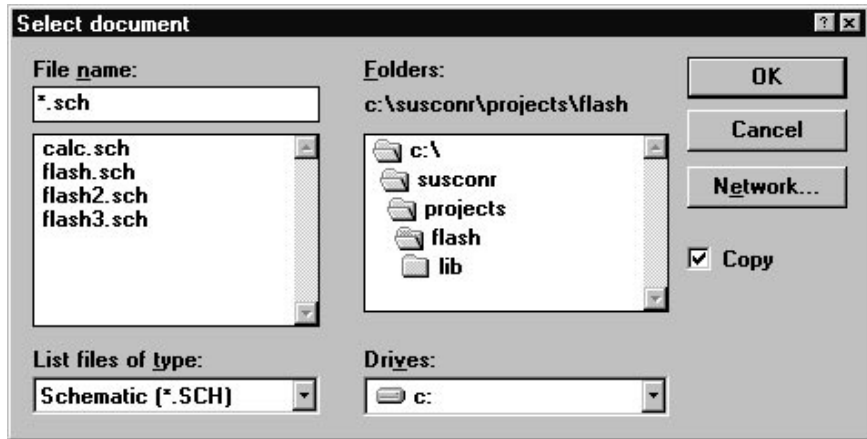 Select document
File name:
*.sch
calc.sch
flash.sch
flash2.sch
flash3.sch
List files of type:
Schematic (*.SCH)
Folders:
c:\susconr\projects\flash
c:\
susconr
projects
flash
lib
Drives:
c:
OK
Cancel
Network...
Copy